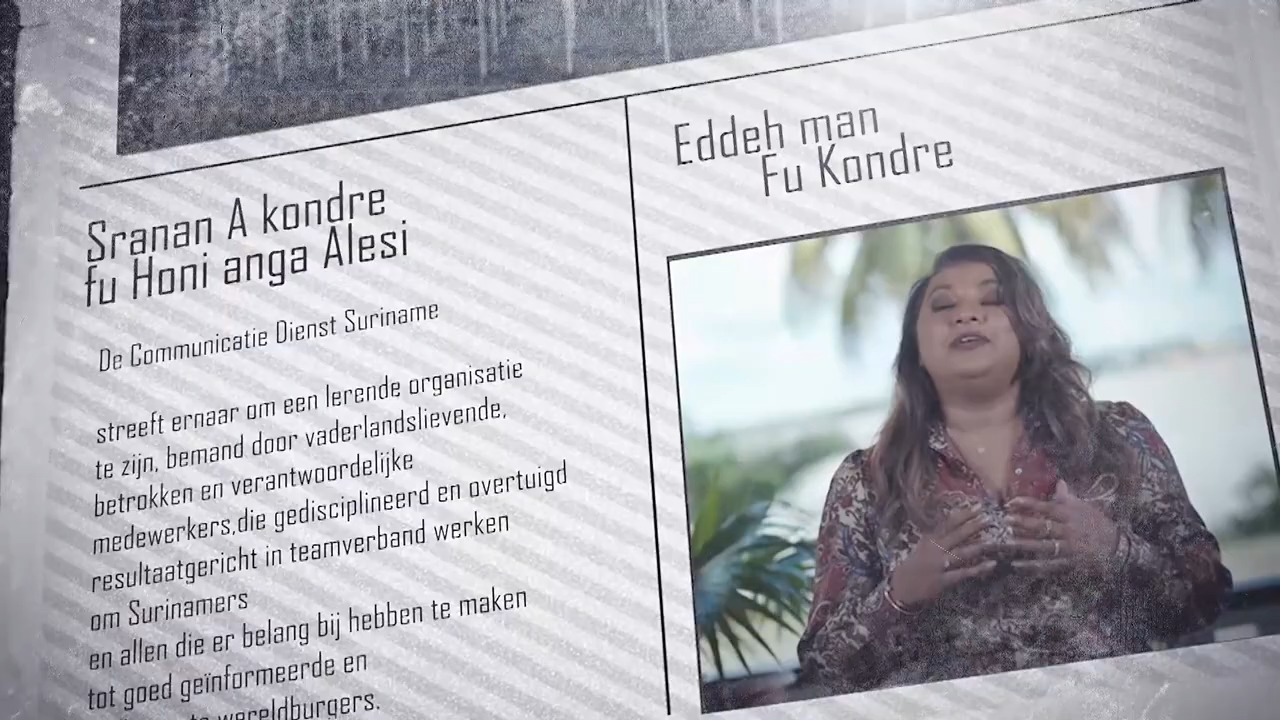 Sranan A kondre
fu Honi anga Alesi
De Communicatie Dienst Suriname
streeft ernaar om een lerende organisatie
te zijn, bemand door vaderlandslievende,
betrokken en verantwoordelijke
medewerkers,die gedisciplineerd en overtuigd
resultaatgericht in teamverband werken
om Surinamers
en allen die er belang bij hebben te maken
tot goed geïnformeerde en
wereldburgers.
Eddeh man
Fu Kondre